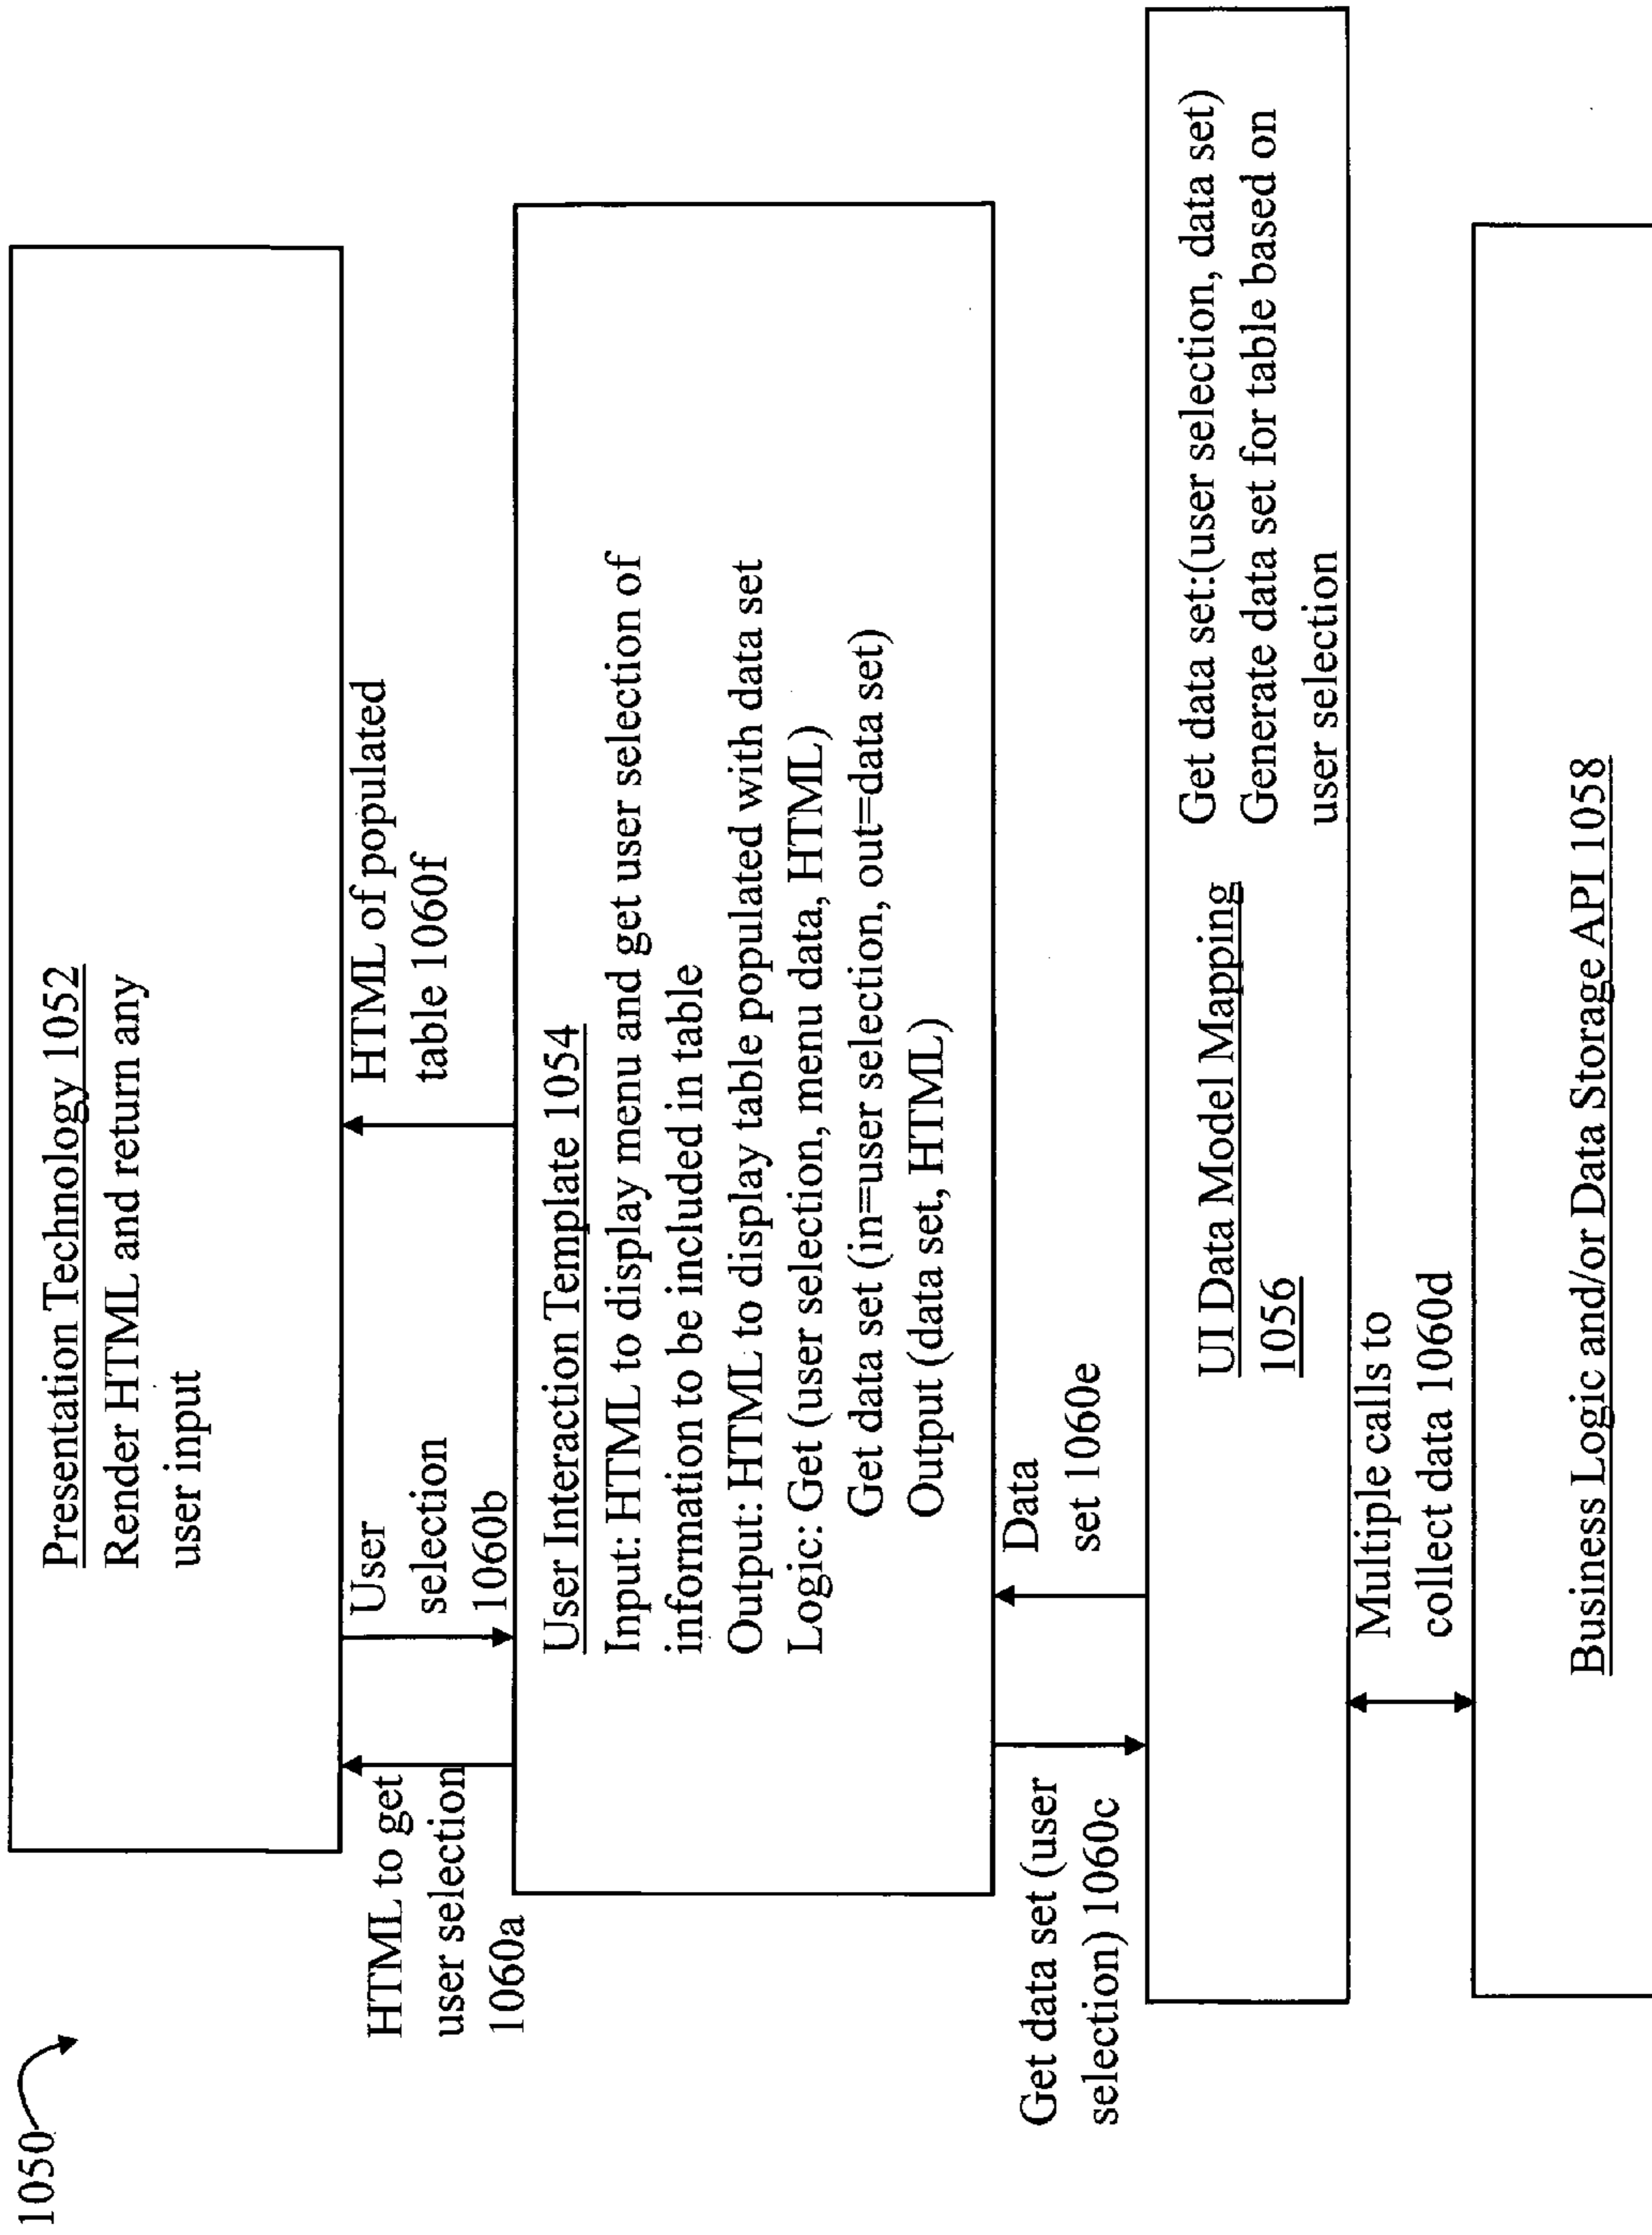 1050
Presentation Technology 1052
Render HTML and return any
user input
HTML to get
user selection
1060a
User
selection
1060b
HTML of populated
table 1060f
User Interaction Template 1054
Input: HTML to display menu and get user selection of
information to be included in table
Output: HTML to display table populated with data set
Logic: Get (user selection, menu data, HTML)
Get data set (in=user selection, out=data set)
Output (data set, HTML)
Get data set (user
selection) 1060c
Data
set 1060e
UI Data Model Mapping
1056
Get data set:(user selection, data set)
Generate data set for table based on
user selection
Multiple calls to
collect data 1060d
Business Logic and/or Data Storage API 1058